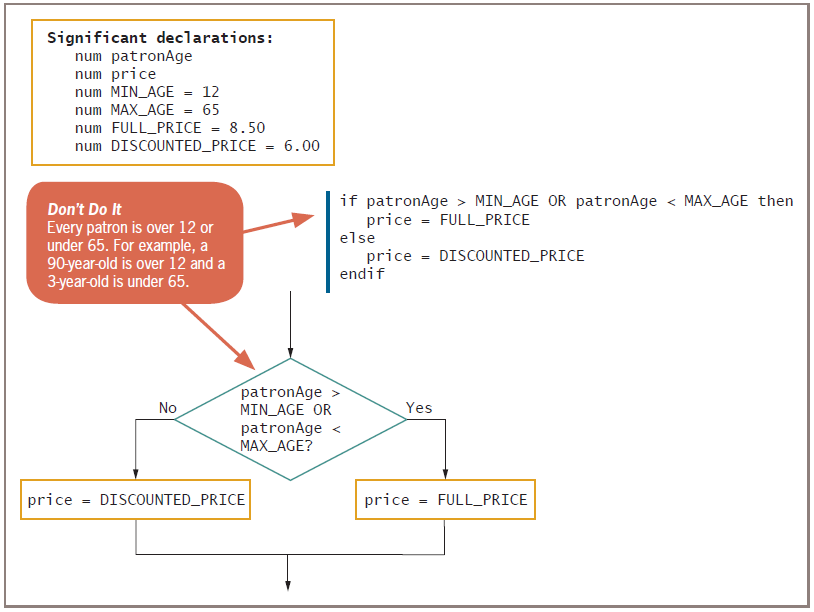 Significant declarations:
num patronAge
num price
num MIN_AGE = 12
num MAX_AGE = 65
num FULL_PRICE = 8.50
num DISCOUNTED_PRICE = 6.00
Don't Do It
Every patron is over 12 or
under 65. For example, a
90-year-old is over 12 and a
3-year-old is under 65.
if patronAge > MIN_AGE OR patronAge < MAX_AGE then
price = FULL_PRICE
else
price = DISCOUNTED_PRICE
endif
patronAge >
MIN_AGE OR
patronAge <
MAX_AGE?
No
Yes
price = DISCOUNTED_PRICE
price = FULL_PRICE